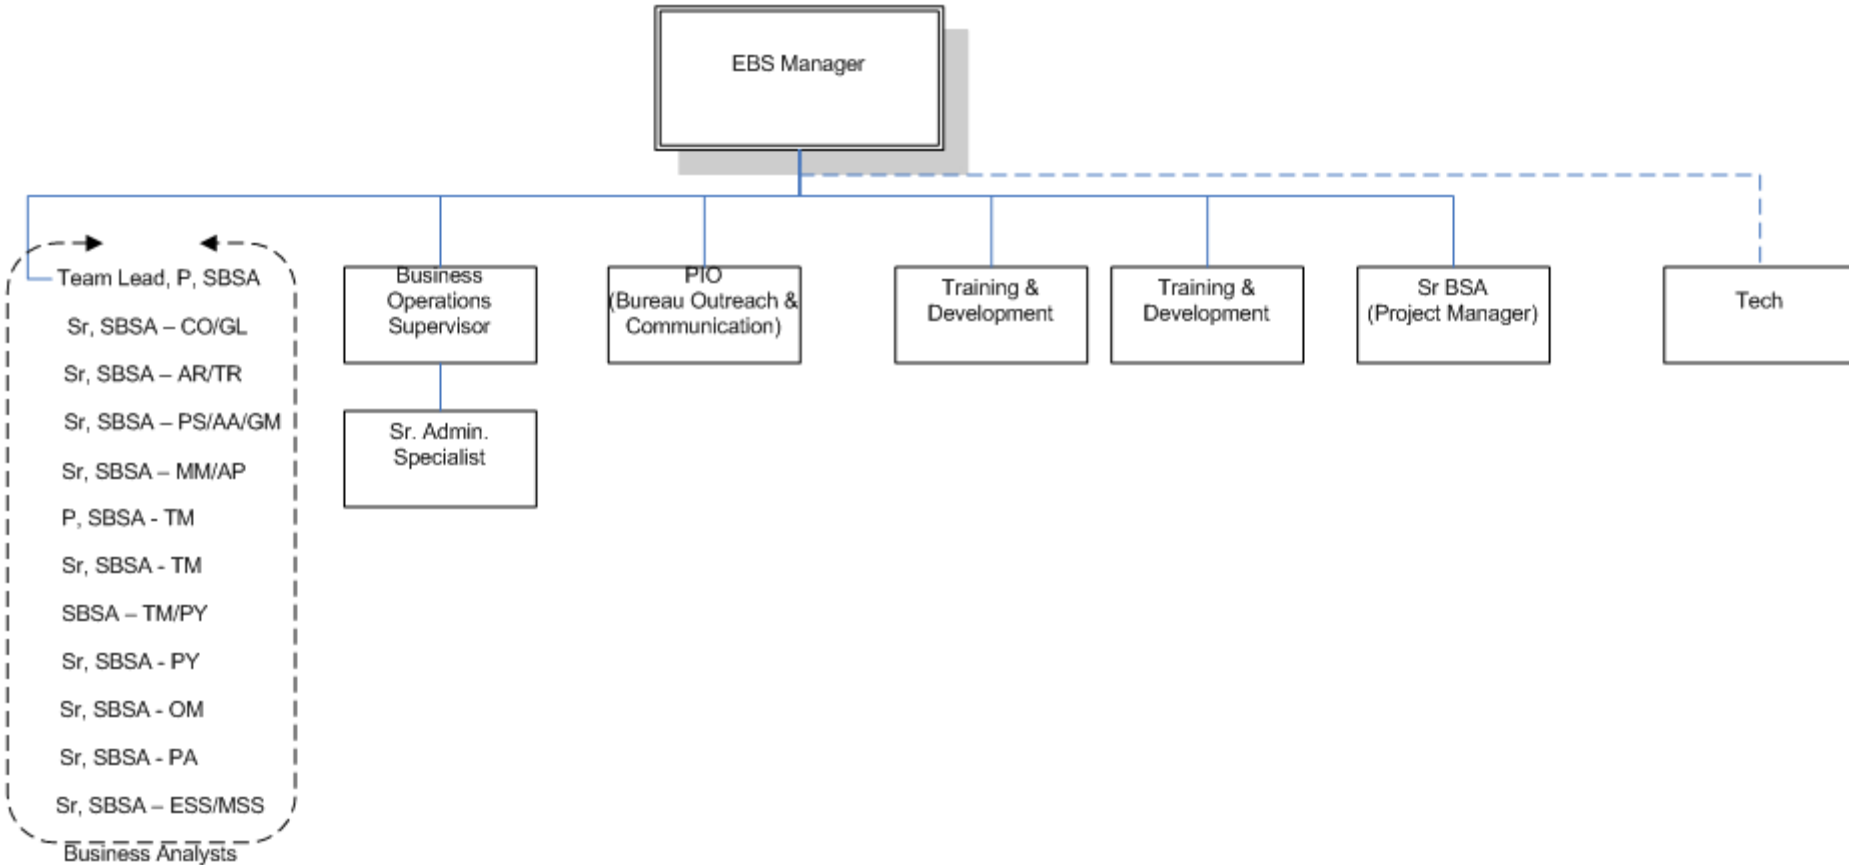 EBS Manager
Team Lead, P, SBSA
Sr, SBSA – CO/GL
Sr, SBSA – AR/TR
Sr, SBSA – PS/AA/GM
Sr, SBSA – MM/AP
P, SBSA - TM
Sr, SBSA - TM
SBSA – TM/PY
Sr, SBSA - PY
Sr, SBSA - OM
Sr, SBSA - PA
Sr, SBSA – ESS/MSS
Business Analysts
Business
Operations
Supervisor
Sr. Admin.
Specialist
PIO
(Bureau Outreach &
Communication)
Training &
Development
Training &
Development
Sr BSA
(Project Manager)
Tech